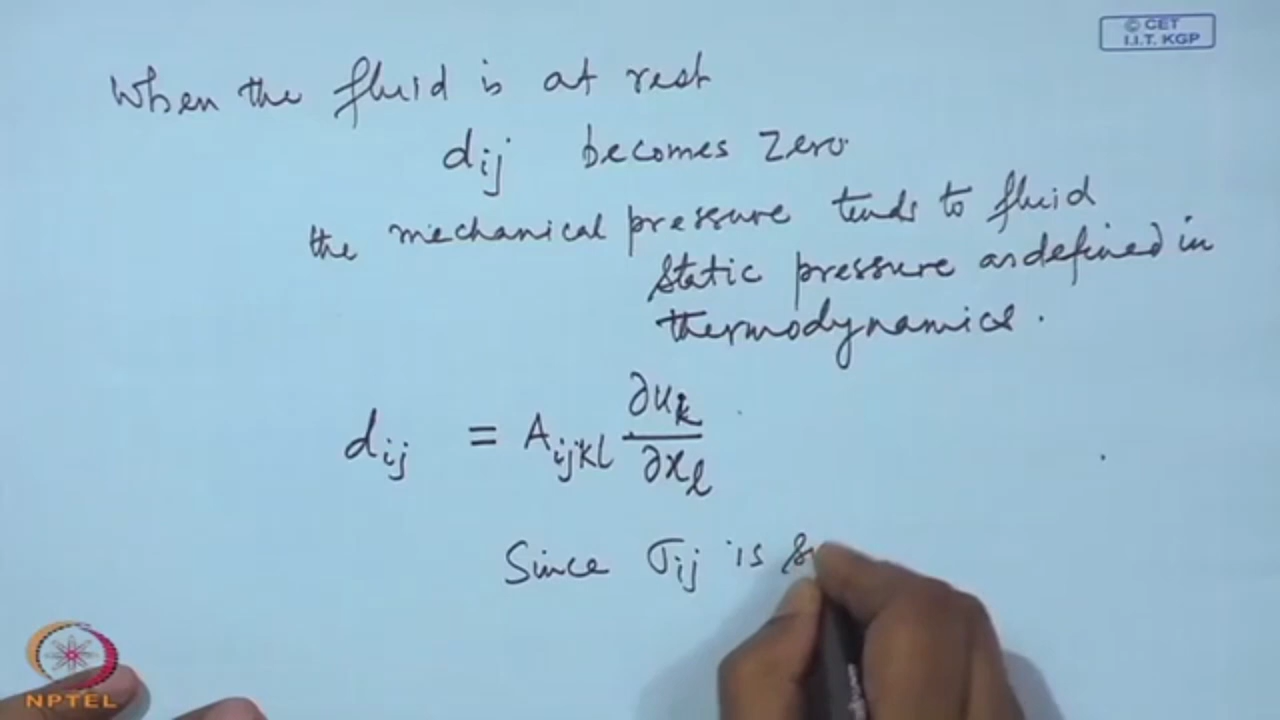 © CET
I.I.T. KGP
When the fluid is at rest
dij becomes zero
the mechanical pressure tends to fluid
static pressure as defined in
thermodynamics.
dij = Aijkl ∂uk/∂xl
Since σij is
NPTEL